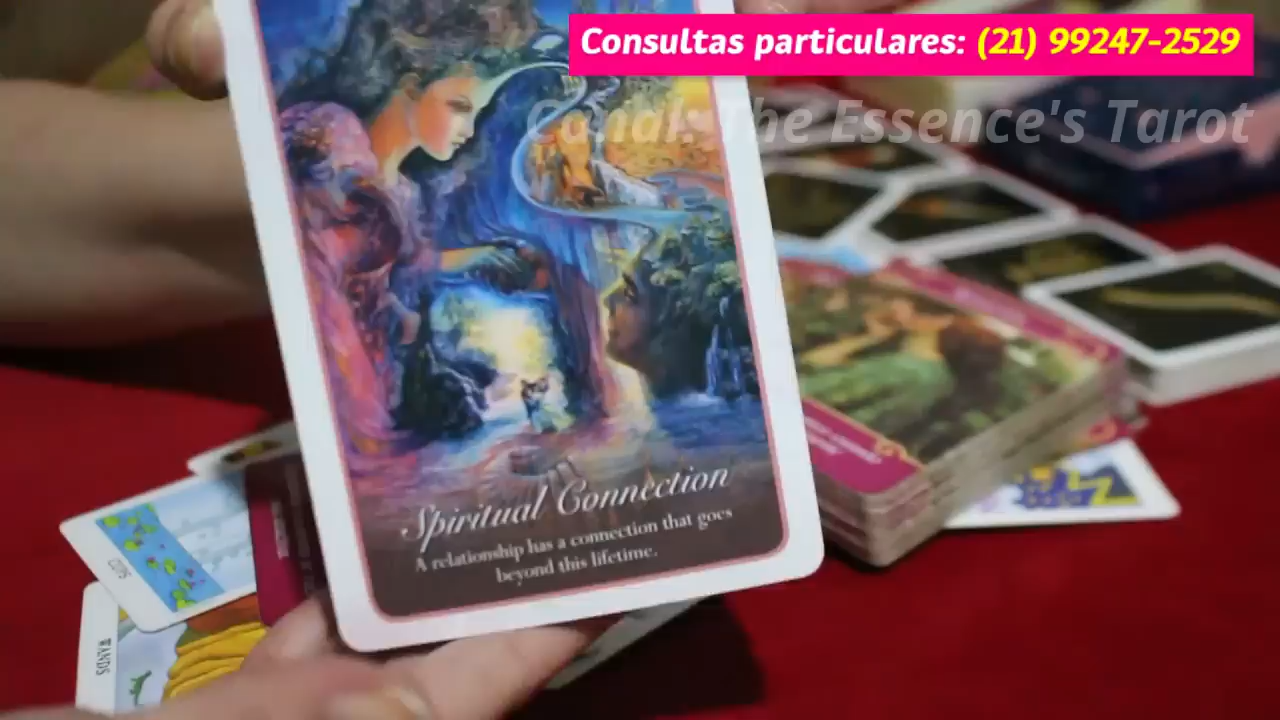 Consultas particulares: (21) 99247-2529
Canal: The Essence's Tarot
Spiritual Connection
A relationship has a connection that goes
beyond this lifetime.
WANDS